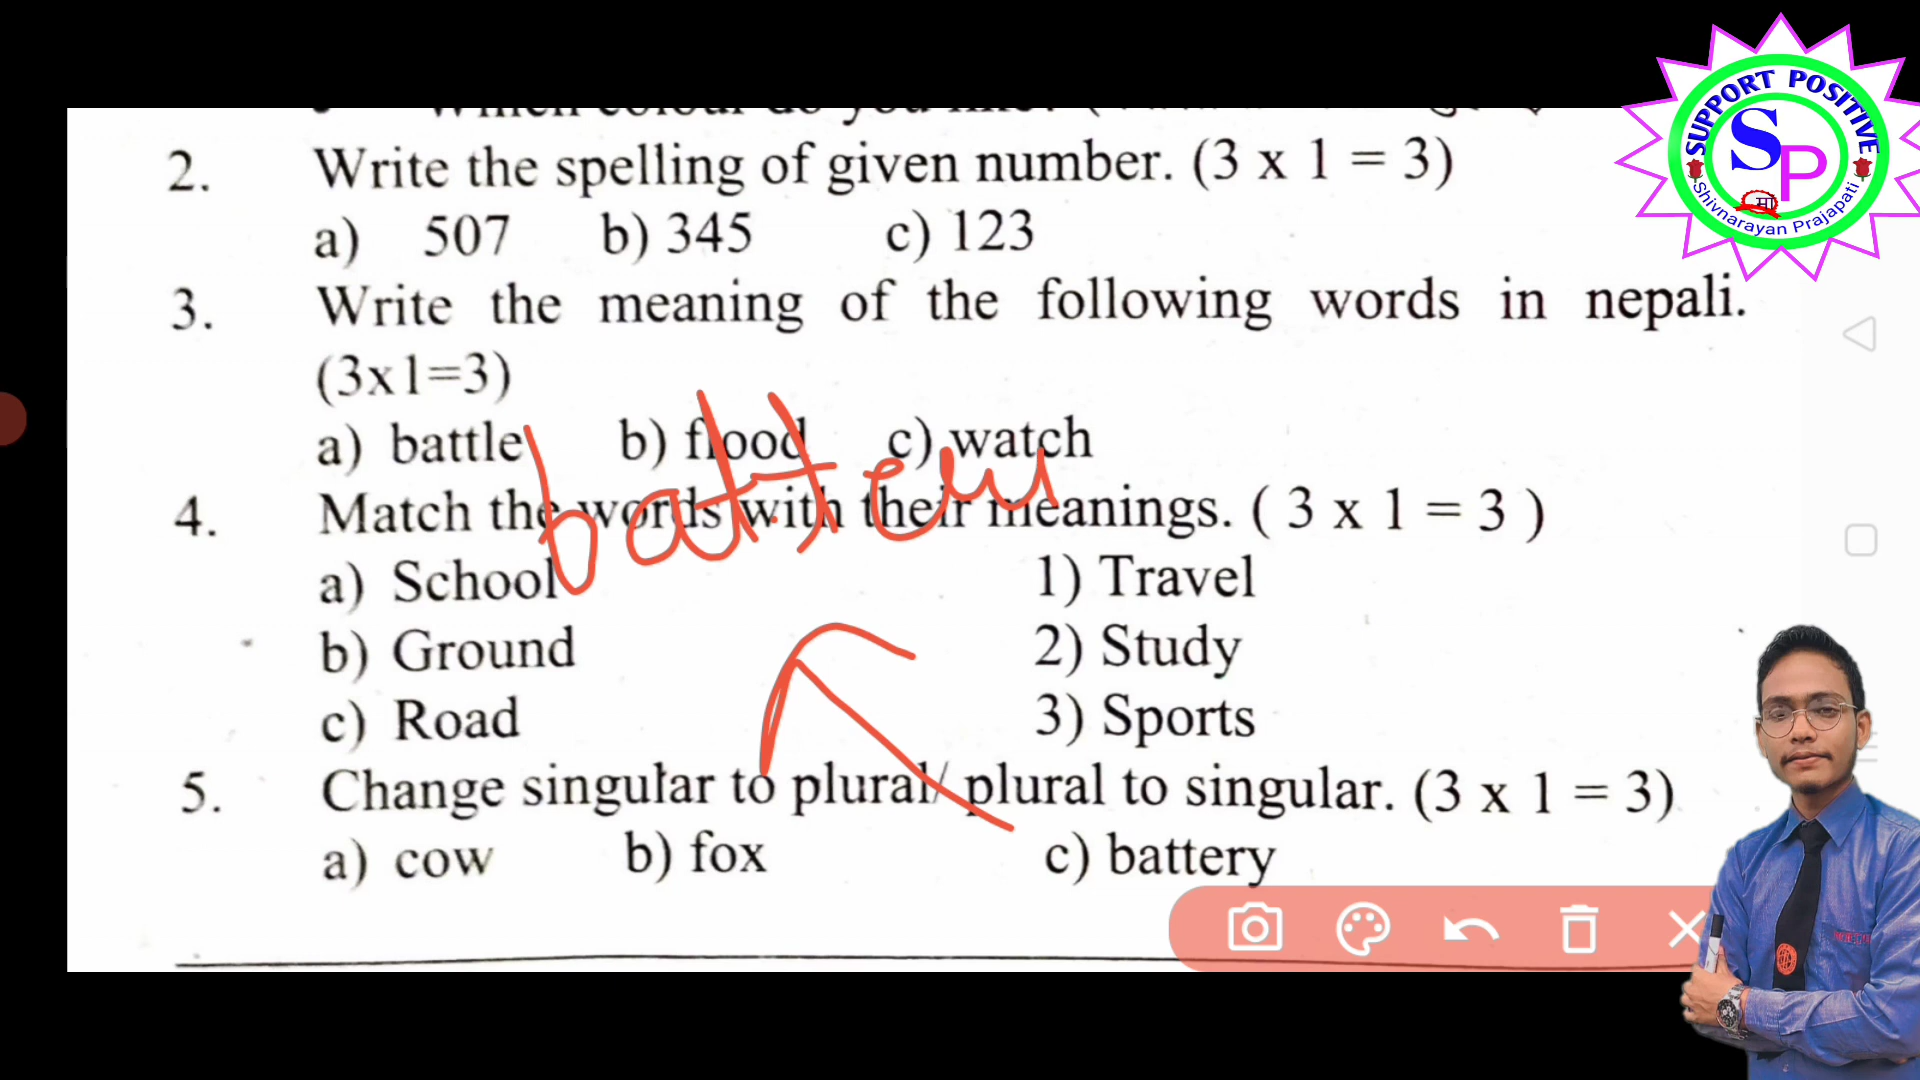 2. Write the spelling of given number. (3 x 1 = 3)
a) 507 b) 345 c) 123
3. Write the meaning of the following words in nepali.
(3x1=3)
a) battle b) flood c) watch
4. Match the words with their meanings. ( 3 x 1 = 3 )
a) School 1) Travel
b) Ground 2) Study
c) Road 3) Sports
5. Change singular to plural/ plural to singular. (3 x 1 = 3)
a) cow b) fox c) battery
SUPPORT POSITIVE
SP
माँ
Shivnarayan Prajapati